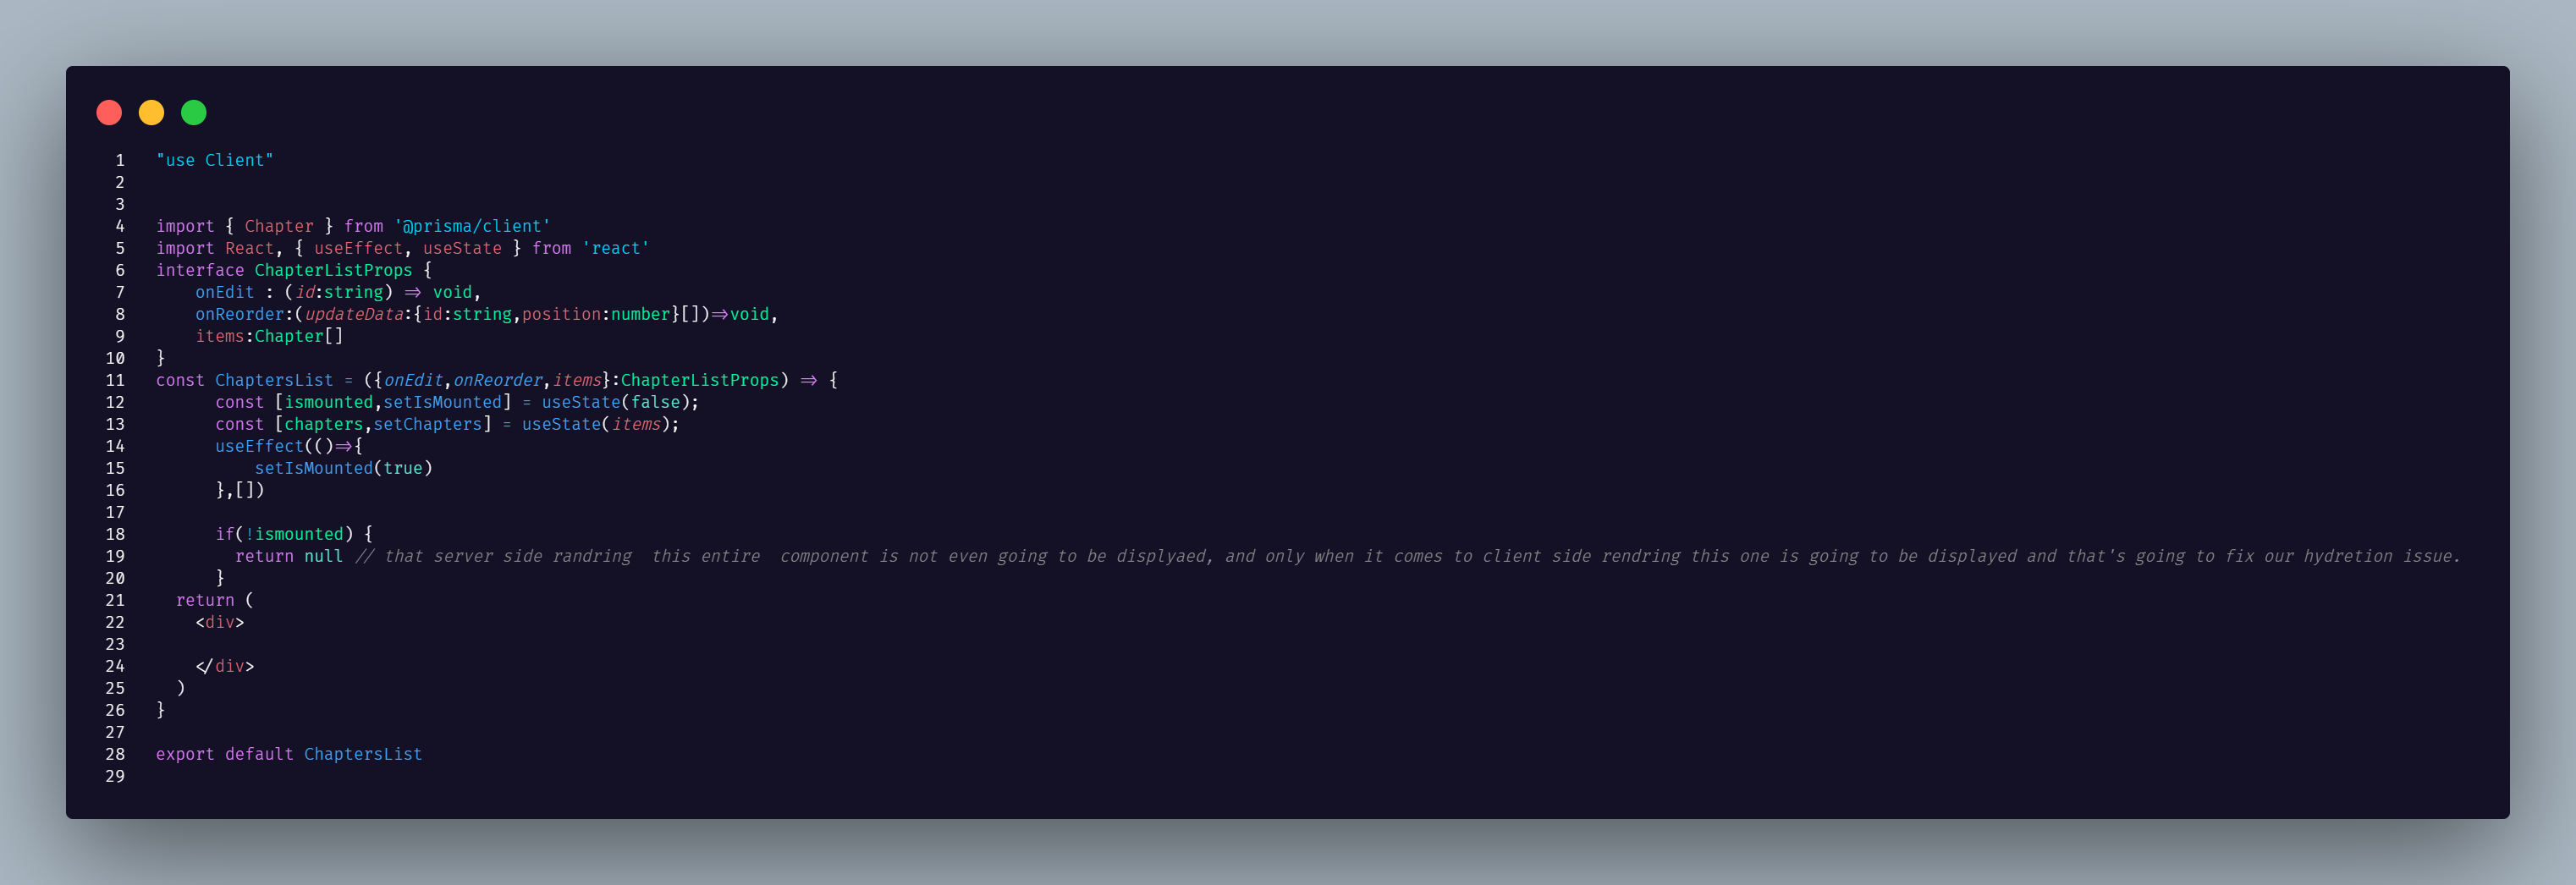 1 "use Client"
2
3
4 import { Chapter } from '@prisma/client'
5 import React, { useEffect, useState } from 'react'
6 interface ChapterListProps {
7     onEdit : (id:string) => void,
8     onReorder:(updateData:{id:string,position:number}[])=>void,
9     items:Chapter[]
10 }
11 const ChaptersList = ({onEdit,onReorder,items}:ChapterListProps) => {
12       const [ismounted,setIsMounted] = useState(false);
13       const [chapters,setChapters] = useState(items);
14       useEffect(()=>{
15           setIsMounted(true)
16       },[])
17
18       if(!ismounted) {
19         return null // that server side randring  this entire  component is not even going to be displyaed, and only when it comes to client side rendring this one is going to be displayed and that's going to fix our hydretion issue.
20       }
21   return (
22     <div>
23
24     </div>
25   )
26 }
27
28 export default ChaptersList
29